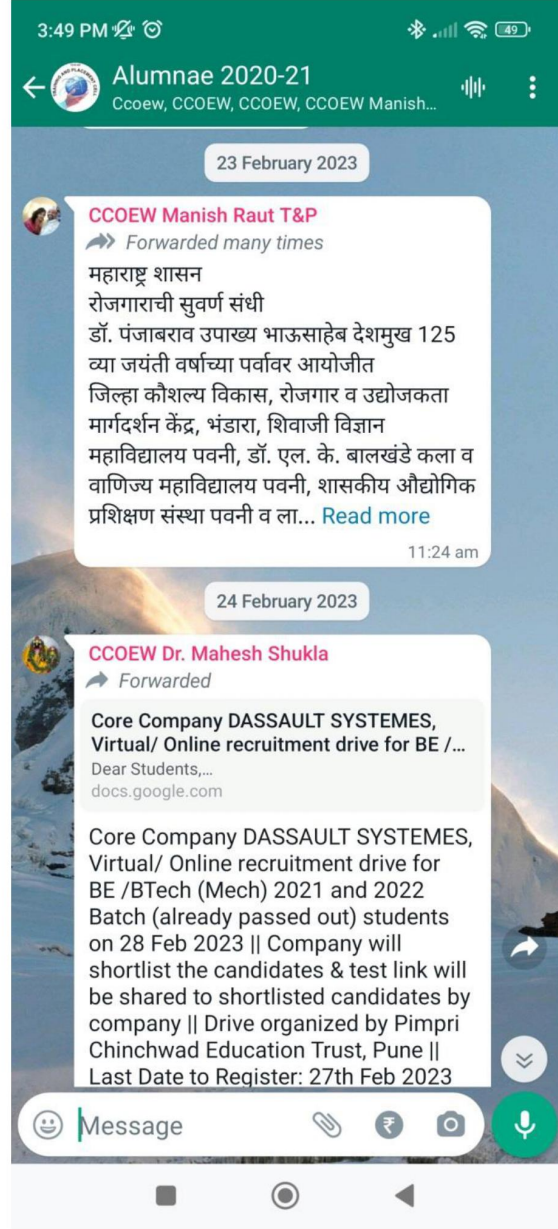 3:49 PM
49
Alumnae 2020-21
Ccoew, CCOEW, CCOEW, CCOEW Manish...
23 February 2023
CCOEW Manish Raut T&P
Forwarded many times
महाराष्ट्र शासन
रोजगाराची सुवर्ण संधी
डॉ. पंजाबराव उपाख्य भाऊसाहेब देशमुख 125
व्या जयंती वर्षाच्या पर्वावर आयोजीत
जिल्हा कौशल्य विकास, रोजगार व उद्योजकता
मार्गदर्शन केंद्र, भंडारा, शिवाजी विज्ञान
महाविद्यालय पवनी, डॉ. एल. के. बालखंडे कला व
वाणिज्य महाविद्यालय पवनी, शासकीय औद्योगिक
प्रशिक्षण संस्था पवनी व ला... Read more
11:24 am
24 February 2023
CCOEW Dr. Mahesh Shukla
Forwarded
Core Company DASSAULT SYSTEMES,
Virtual/ Online recruitment drive for BE /...
Dear Students,...
docs.google.com
Core Company DASSAULT SYSTEMES,
Virtual/ Online recruitment drive for
BE /BTech (Mech) 2021 and 2022
Batch (already passed out) students
on 28 Feb 2023 || Company will
shortlist the candidates & test link will
be shared to shortlisted candidates by
company || Drive organized by Pimpri
Chinchwad Education Trust, Pune ||
Last Date to Register: 27th Feb 2023
Message
₹